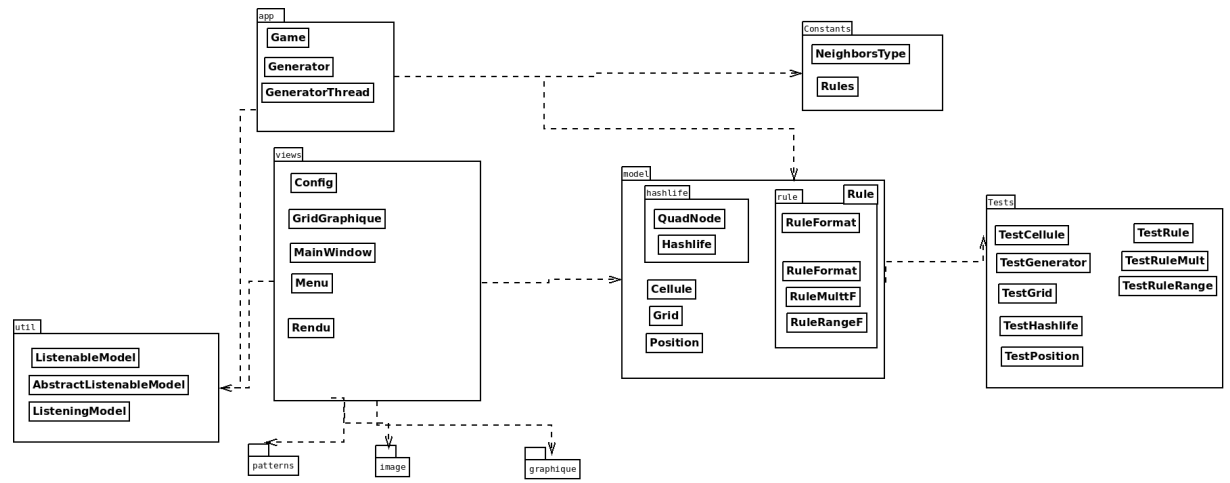 app
Game
Generator
GeneratorThread
Constants
NeighborsType
Rules
views
Config
GridGraphique
MainWindow
Menu
Rendu
model
hashlife
QuadNode
Hashlife
Cellule
Grid
Position
rule
Rule
RuleFormat
RuleFormat
RuleMulttF
RuleRangeF
Tests
TestCellule
TestGenerator
TestGrid
TestHashlife
TestPosition
TestRule
TestRuleMult
TestRuleRange
util
ListenableModel
AbstractListenableModel
ListeningModel
patterns
image
graphique